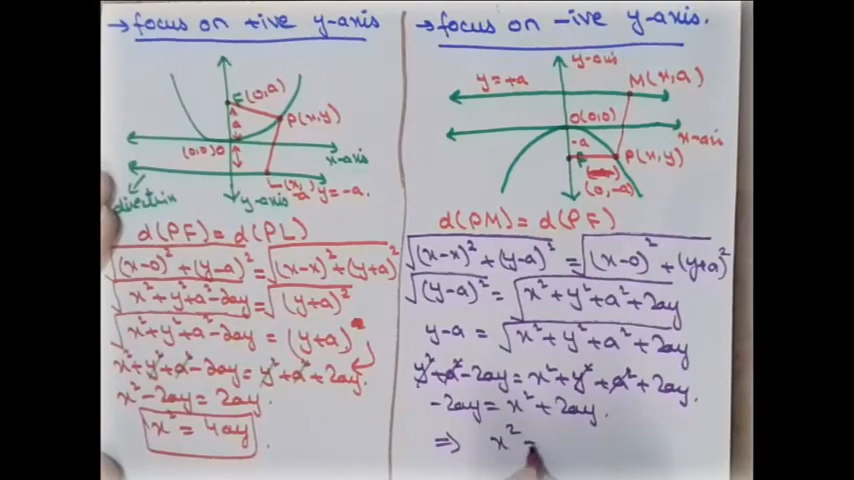 →focus on +ive y-axis
F(0,a)
P(x,y)
a
(0,0)0
x-axis
L(x,
-a
y=-a.
directrix
y-axis
d(PF)=d(PL)
√(x-0)²+(y-a)² = √(x-x)²+(y+a)²
√x²+y²+a²-2ay = √(y+a)²
√x²+y²+a²-2ay = (y+a)
x²+y²+a²-2ay = y²+a²+2ay.
x²-2ay = 2ay.
x² = 4ay
→focus on -ive y-axis.
y-axis
y=+a
M(x,a)
O(0,0)
x-axis
-a
F
P(x,y)
(0,-a)
d(PM)=d(PF)
√(x-x)²+(y-a)² = √(x-0)²+(y+a)²
√(y-a)² = √x²+y²+a²+2ay
y-a = √x²+y²+a²+2ay
y²+a²-2ay = x²+y²+a²+2ay.
-2ay = x²+2ay.
⇒ x² =